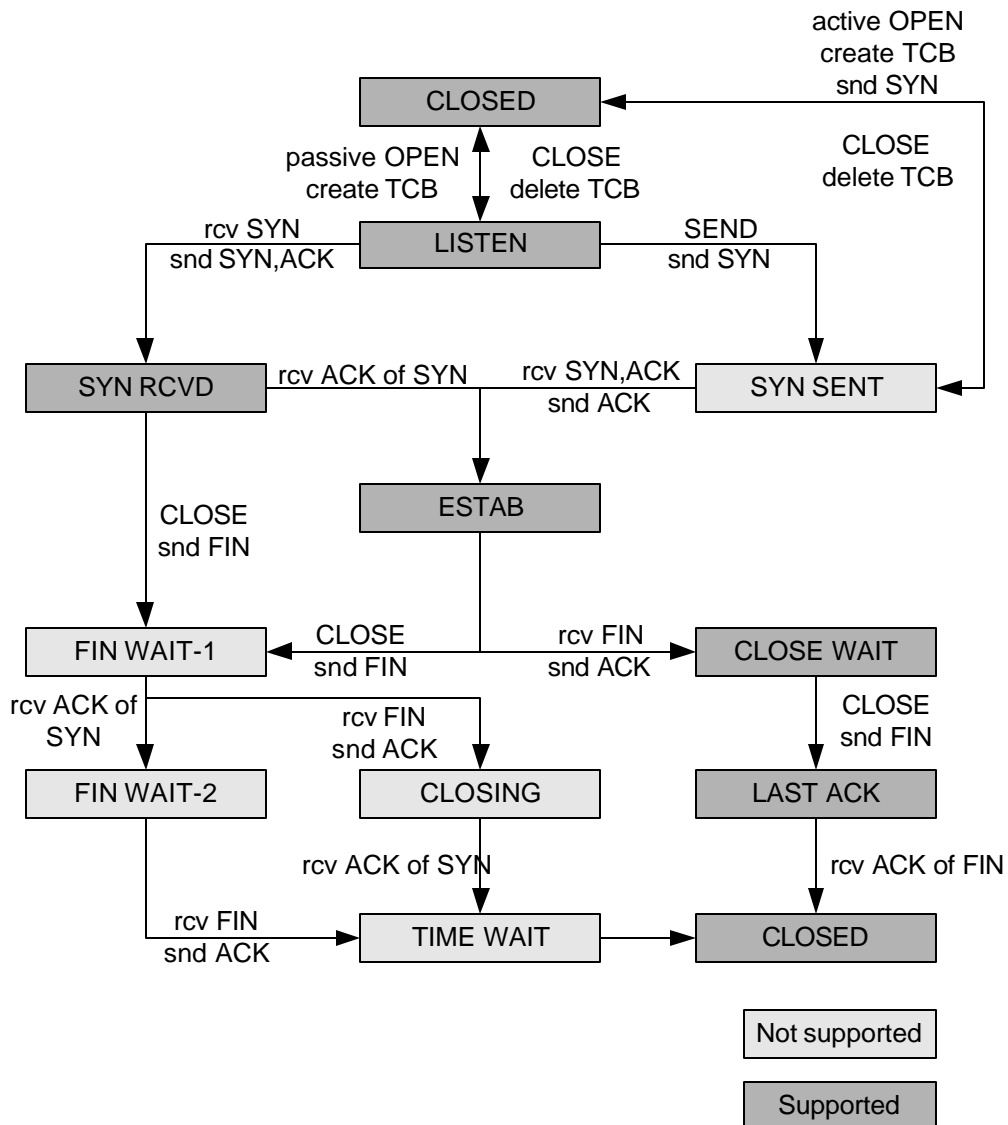 active OPEN
create TCB
snd SYN
CLOSED
passive OPEN
create TCB
CLOSE
delete TCB
CLOSE
delete TCB
rcv SYN
snd SYN,ACK
LISTEN
SEND
snd SYN
SYN RCVD
rcv ACK of SYN
rcv SYN,ACK
snd ACK
SYN SENT
ESTAB
CLOSE
snd FIN
FIN WAIT-1
CLOSE
snd FIN
rcv FIN
snd ACK
CLOSE WAIT
rcv ACK of
SYN
rcv FIN
snd ACK
CLOSE
snd FIN
FIN WAIT-2
CLOSING
LAST ACK
rcv ACK of SYN
rcv ACK of FIN
rcv FIN
snd ACK
TIME WAIT
CLOSED
Not supported
Supported